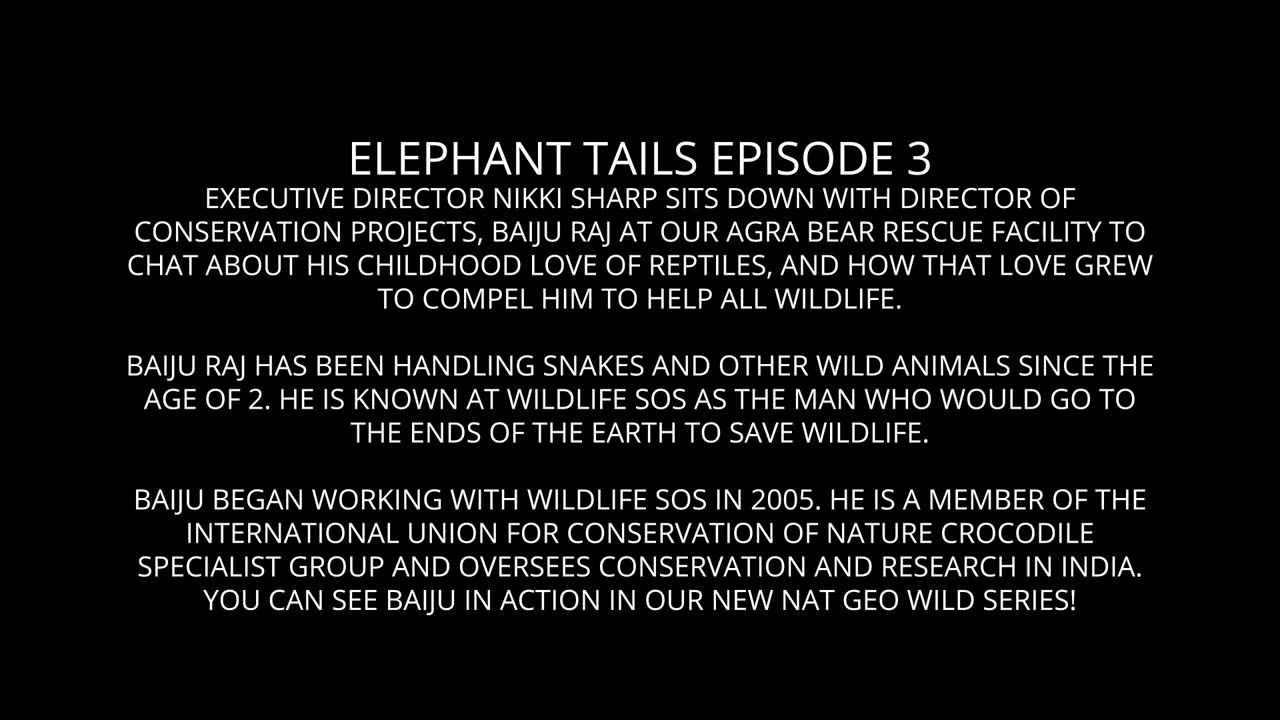 ELEPHANT TAILS EPISODE 3
EXECUTIVE DIRECTOR NIKKI SHARP SITS DOWN WITH DIRECTOR OF
CONSERVATION PROJECTS, BAIJU RAJ AT OUR AGRA BEAR RESCUE FACILITY TO
CHAT ABOUT HIS CHILDHOOD LOVE OF REPTILES, AND HOW THAT LOVE GREW
TO COMPEL HIM TO HELP ALL WILDLIFE.
BAIJU RAJ HAS BEEN HANDLING SNAKES AND OTHER WILD ANIMALS SINCE THE
AGE OF 2. HE IS KNOWN AT WILDLIFE SOS AS THE MAN WHO WOULD GO TO
THE ENDS OF THE EARTH TO SAVE WILDLIFE.
BAIJU BEGAN WORKING WITH WILDLIFE SOS IN 2005. HE IS A MEMBER OF THE
INTERNATIONAL UNION FOR CONSERVATION OF NATURE CROCODILE
SPECIALIST GROUP AND OVERSEES CONSERVATION AND RESEARCH IN INDIA.
YOU CAN SEE BAIJU IN ACTION IN OUR NEW NAT GEO WILD SERIES!